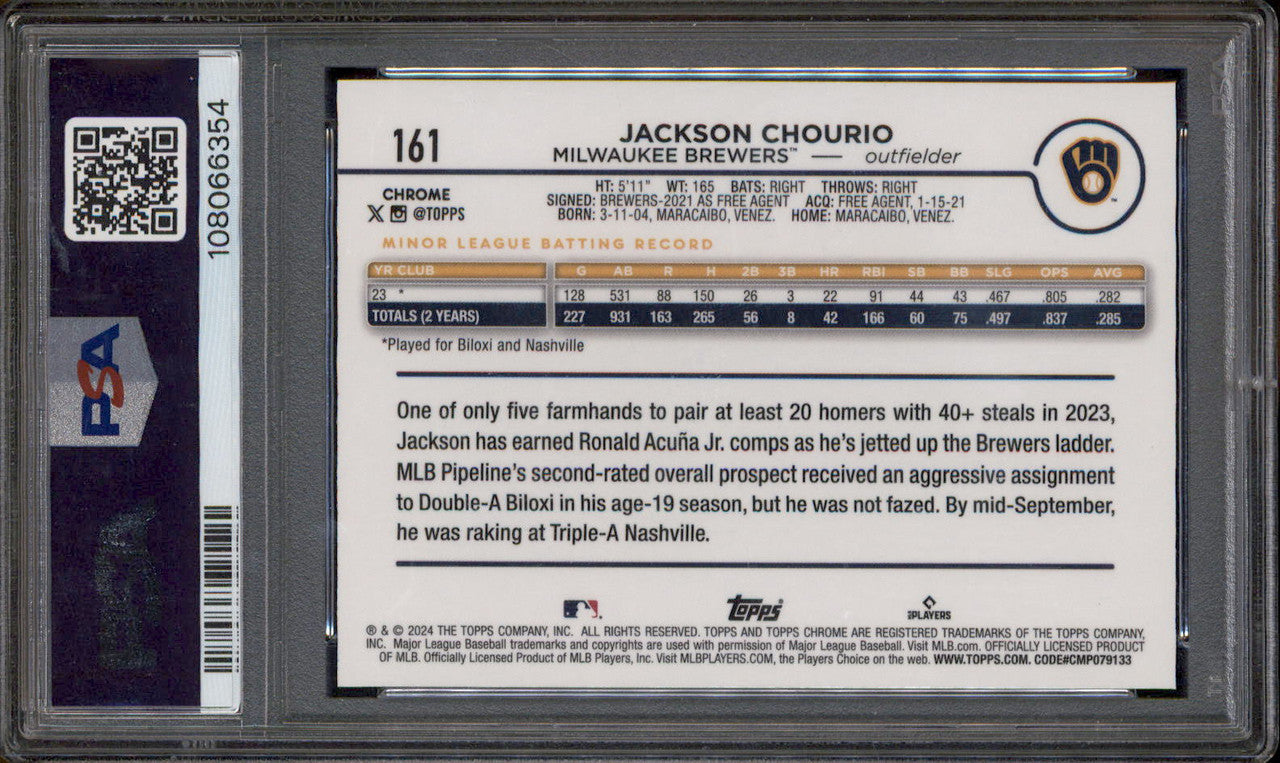 108066354
PSA
161
JACKSON CHOURIO
MILWAUKEE BREWERS™ — outfielder
CHROME
@TOPPS
HT: 5'11" WT: 165 BATS: RIGHT THROWS: RIGHT
SIGNED: BREWERS-2021 AS FREE AGENT ACQ: FREE AGENT, 1-15-21
BORN: 3-11-04, MARACAIBO, VENEZ. HOME: MARACAIBO, VENEZ.
MINOR LEAGUE BATTING RECORD
YR CLUB G AB R H 2B 3B HR RBI SB BB SLG OPS AVG
23 * 128 531 88 150 26 3 22 91 44 43 .467 .805 .282
TOTALS (2 YEARS) 227 931 163 265 56 8 42 166 60 75 .497 .837 .285
*Played for Biloxi and Nashville
One of only five farmhands to pair at least 20 homers with 40+ steals in 2023,
Jackson has earned Ronald Acuña Jr. comps as he's jetted up the Brewers ladder.
MLB Pipeline's second-rated overall prospect received an aggressive assignment
to Double-A Biloxi in his age-19 season, but he was not fazed. By mid-September,
he was raking at Triple-A Nashville.
Topps
PLAYERS
® & © 2024 THE TOPPS COMPANY, INC. ALL RIGHTS RESERVED. TOPPS AND TOPPS CHROME ARE REGISTERED TRADEMARKS OF THE TOPPS COMPANY,
INC. Major League Baseball trademarks and copyrights are used with permission of Major League Baseball. Visit MLB.com. OFFICIALLY LICENSED PRODUCT
OF MLB. Officially Licensed Product of MLB Players, Inc. Visit MLBPLAYERS.COM, the Players Choice on the web. WWW.TOPPS.COM. CODE#CMP079133